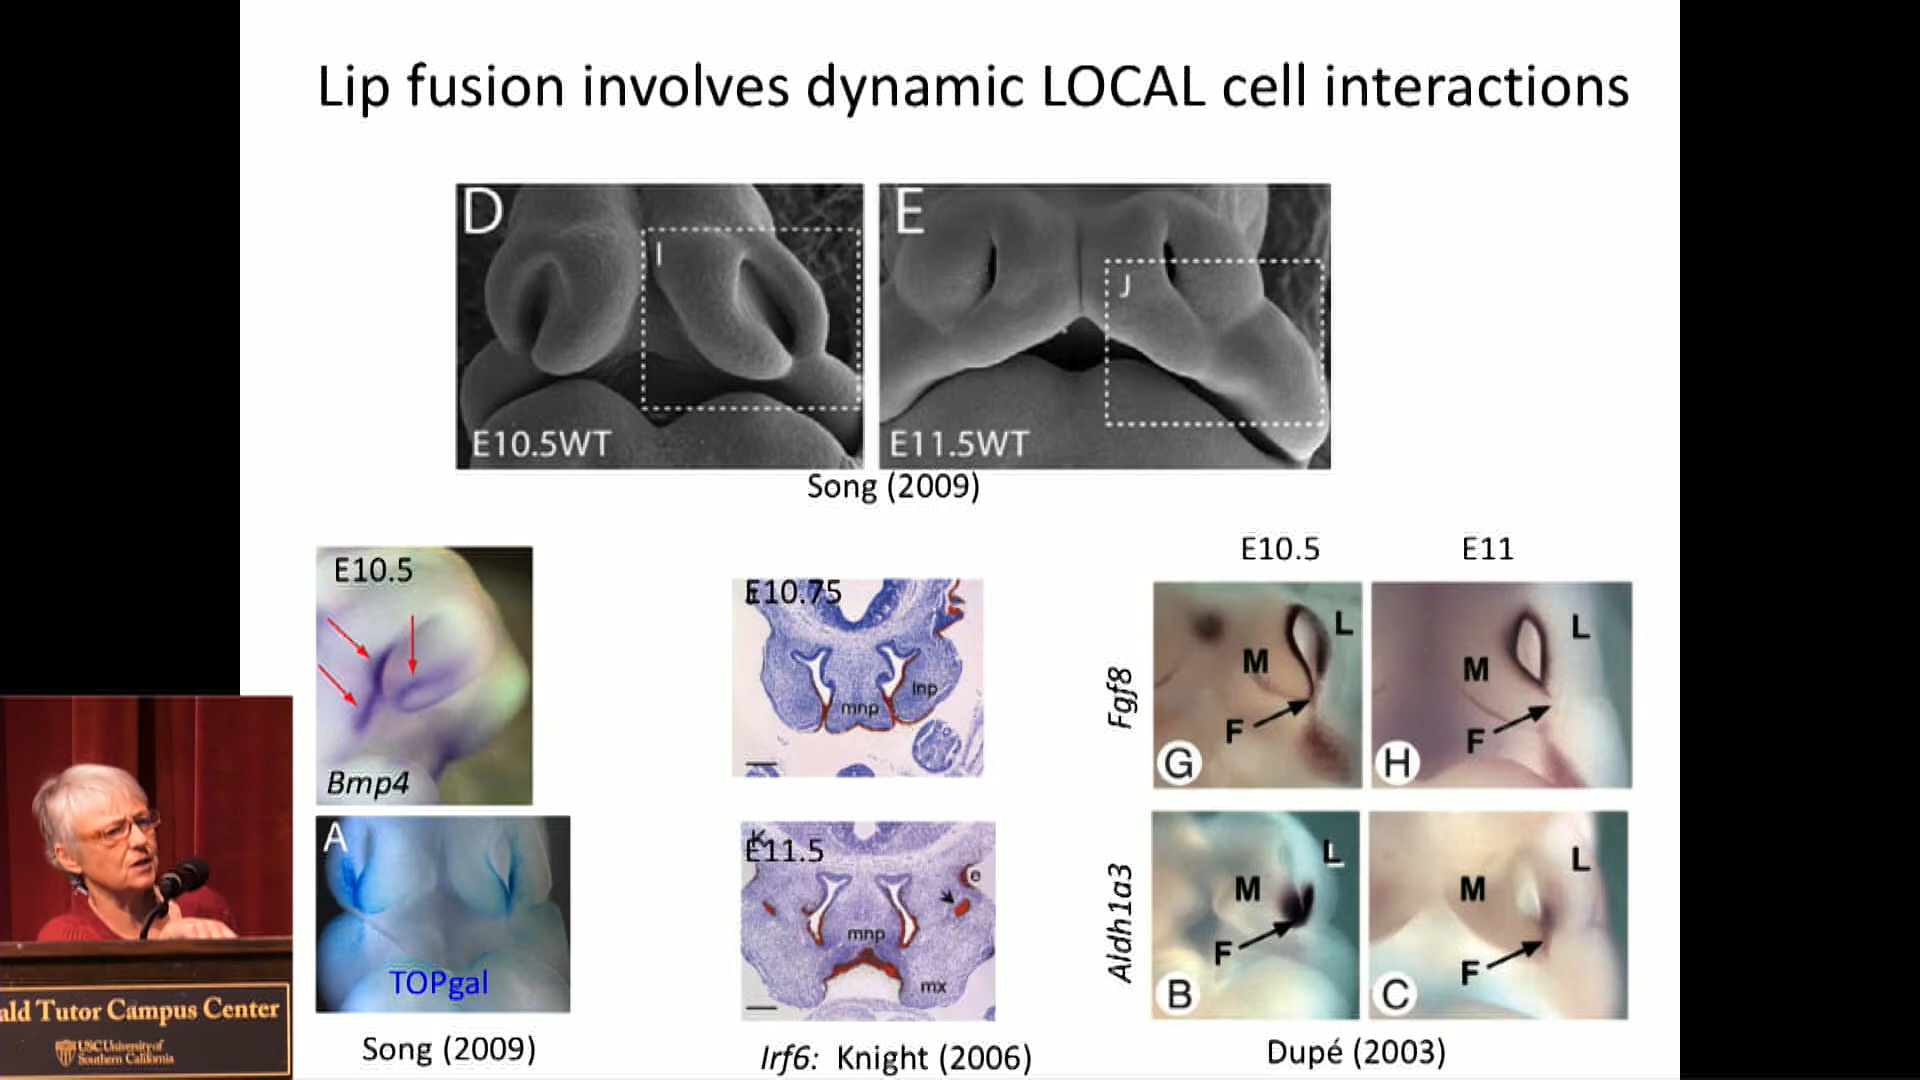 Lip fusion involves dynamic LOCAL cell interactions
D
I
E10.5WT
E
J
E11.5WT
Song (2009)
E10.5
Bmp4
A
TOPgal
Song (2009)
E10.75
lnp
mnp
K
E11.5
e
mnp
mx
Irf6: Knight (2006)
E10.5 E11
Fgf8
L
M
F
G
L
M
F
H
Aldh1a3
L
M
F
B
L
M
F
C
Dupé (2003)
ald Tutor Campus Center
USC University of
Southern California